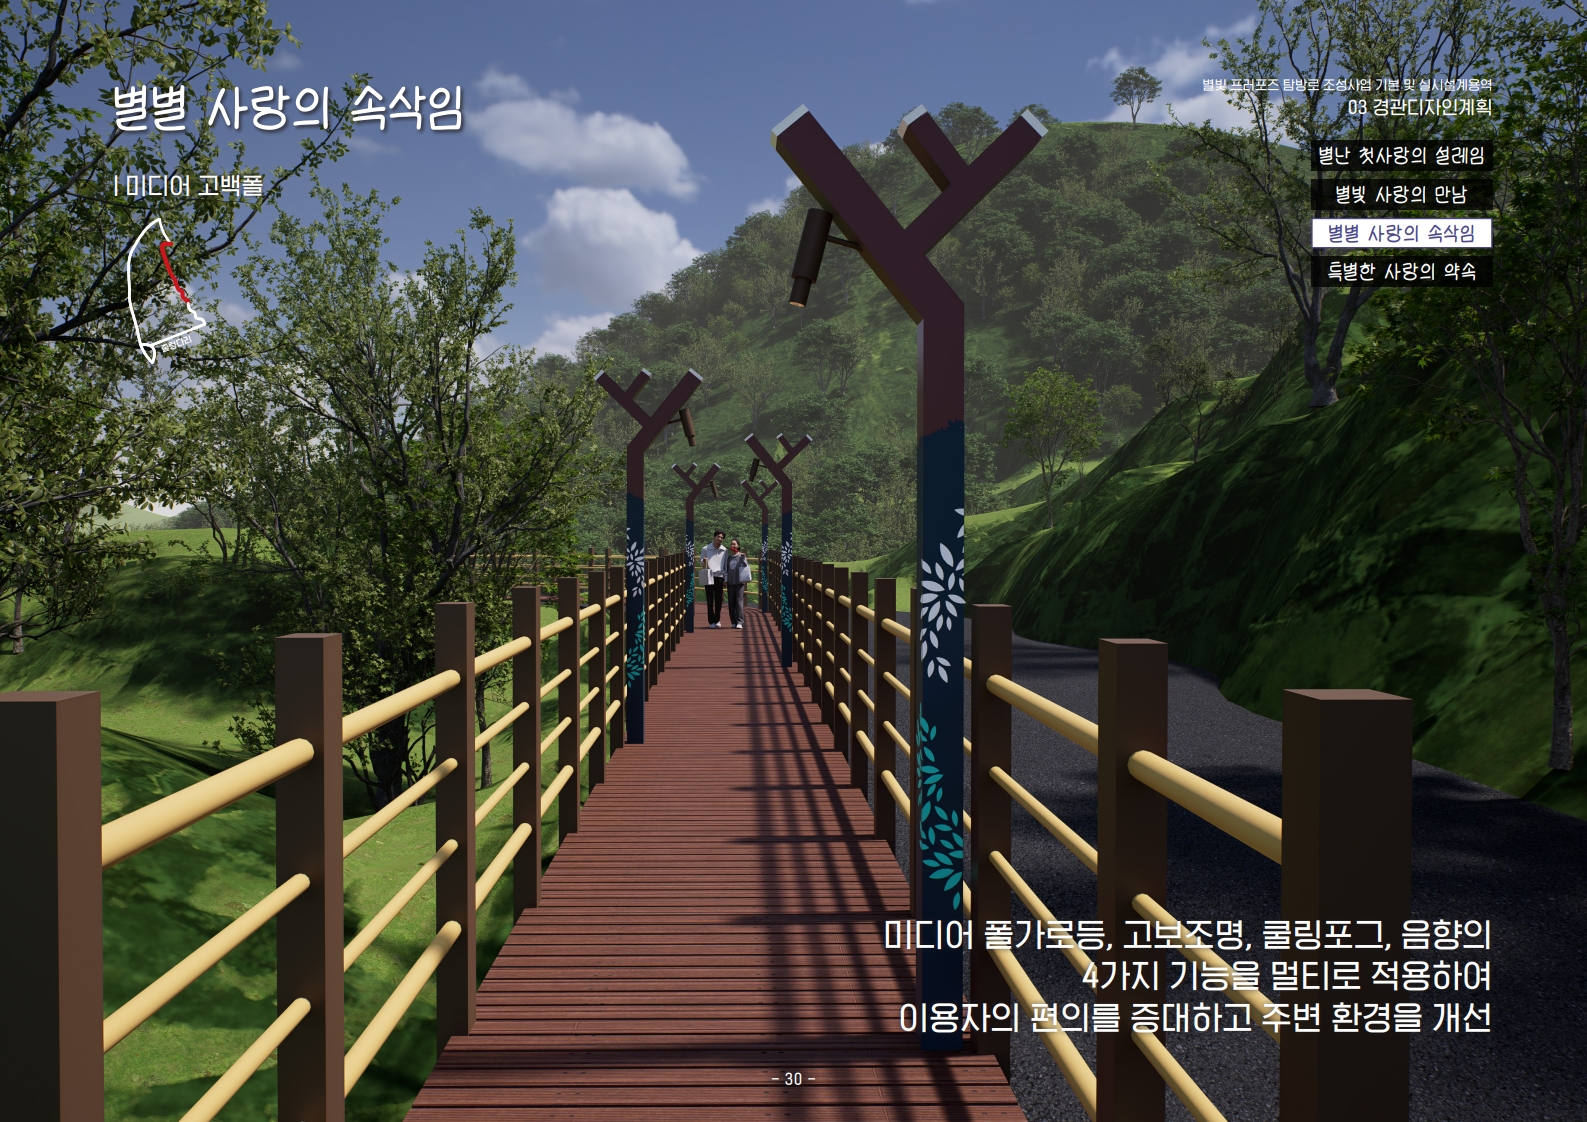 별별 사랑의 속삭임
| 미디어 고백폴
출렁다리
별빛 프러포즈 탐방로 조성사업 기본 및 실시설계용역
03 경관디자인계획
별난 첫사랑의 설레임
별빛 사랑의 만남
별별 사랑의 속삭임
특별한 사랑의 약속
미디어 폴가로등, 고보조명, 쿨링포그, 음향의
4가지 기능을 멀티로 적용하여
이용자의 편의를 증대하고 주변 환경을 개선
- 30 -